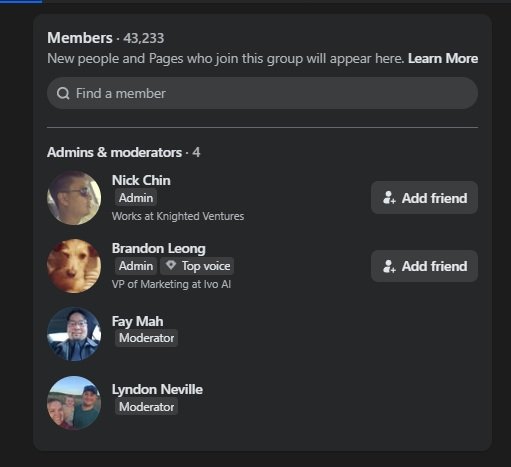 Members · 43,233
New people and Pages who join this group will appear here. Learn More
Find a member
Admins & moderators · 4
Nick Chin
Admin
Works at Knighted Ventures
Add friend
Brandon Leong
Admin Top voice
VP of Marketing at Ivo AI
Add friend
Fay Mah
Moderator
Lyndon Neville
Moderator